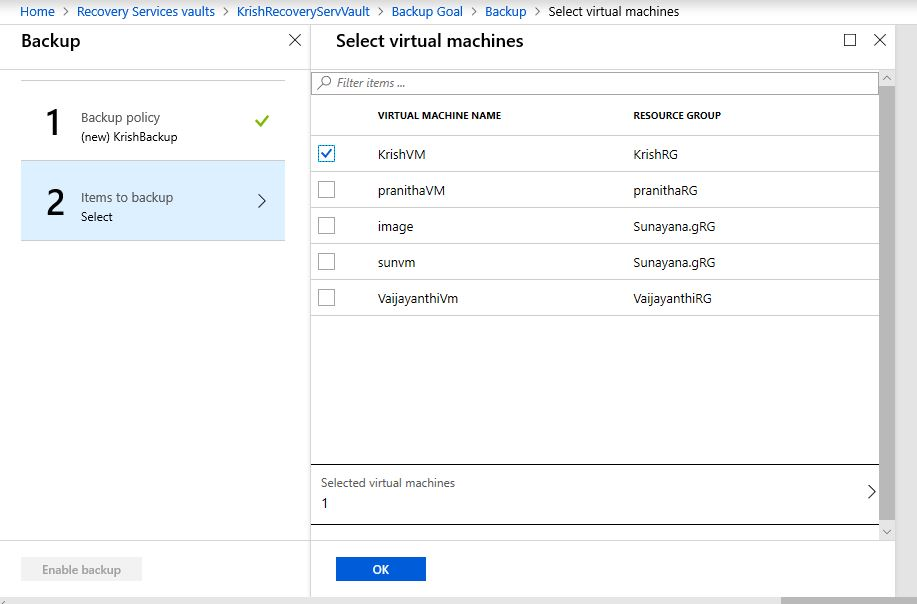 Home > Recovery Services vaults > KrishRecoveryServVault > Backup Goal > Backup > Select virtual machines
Backup
1
Backup policy
(new) KrishBackup
2
Items to backup
Select
Enable backup
Select virtual machines
Filter items ...
VIRTUAL MACHINE NAME RESOURCE GROUP
KrishVM KrishRG
pranithaVM pranithaRG
image Sunayana.gRG
sunvm Sunayana.gRG
VaijayanthiVm VaijayanthiRG
Selected virtual machines
1
OK